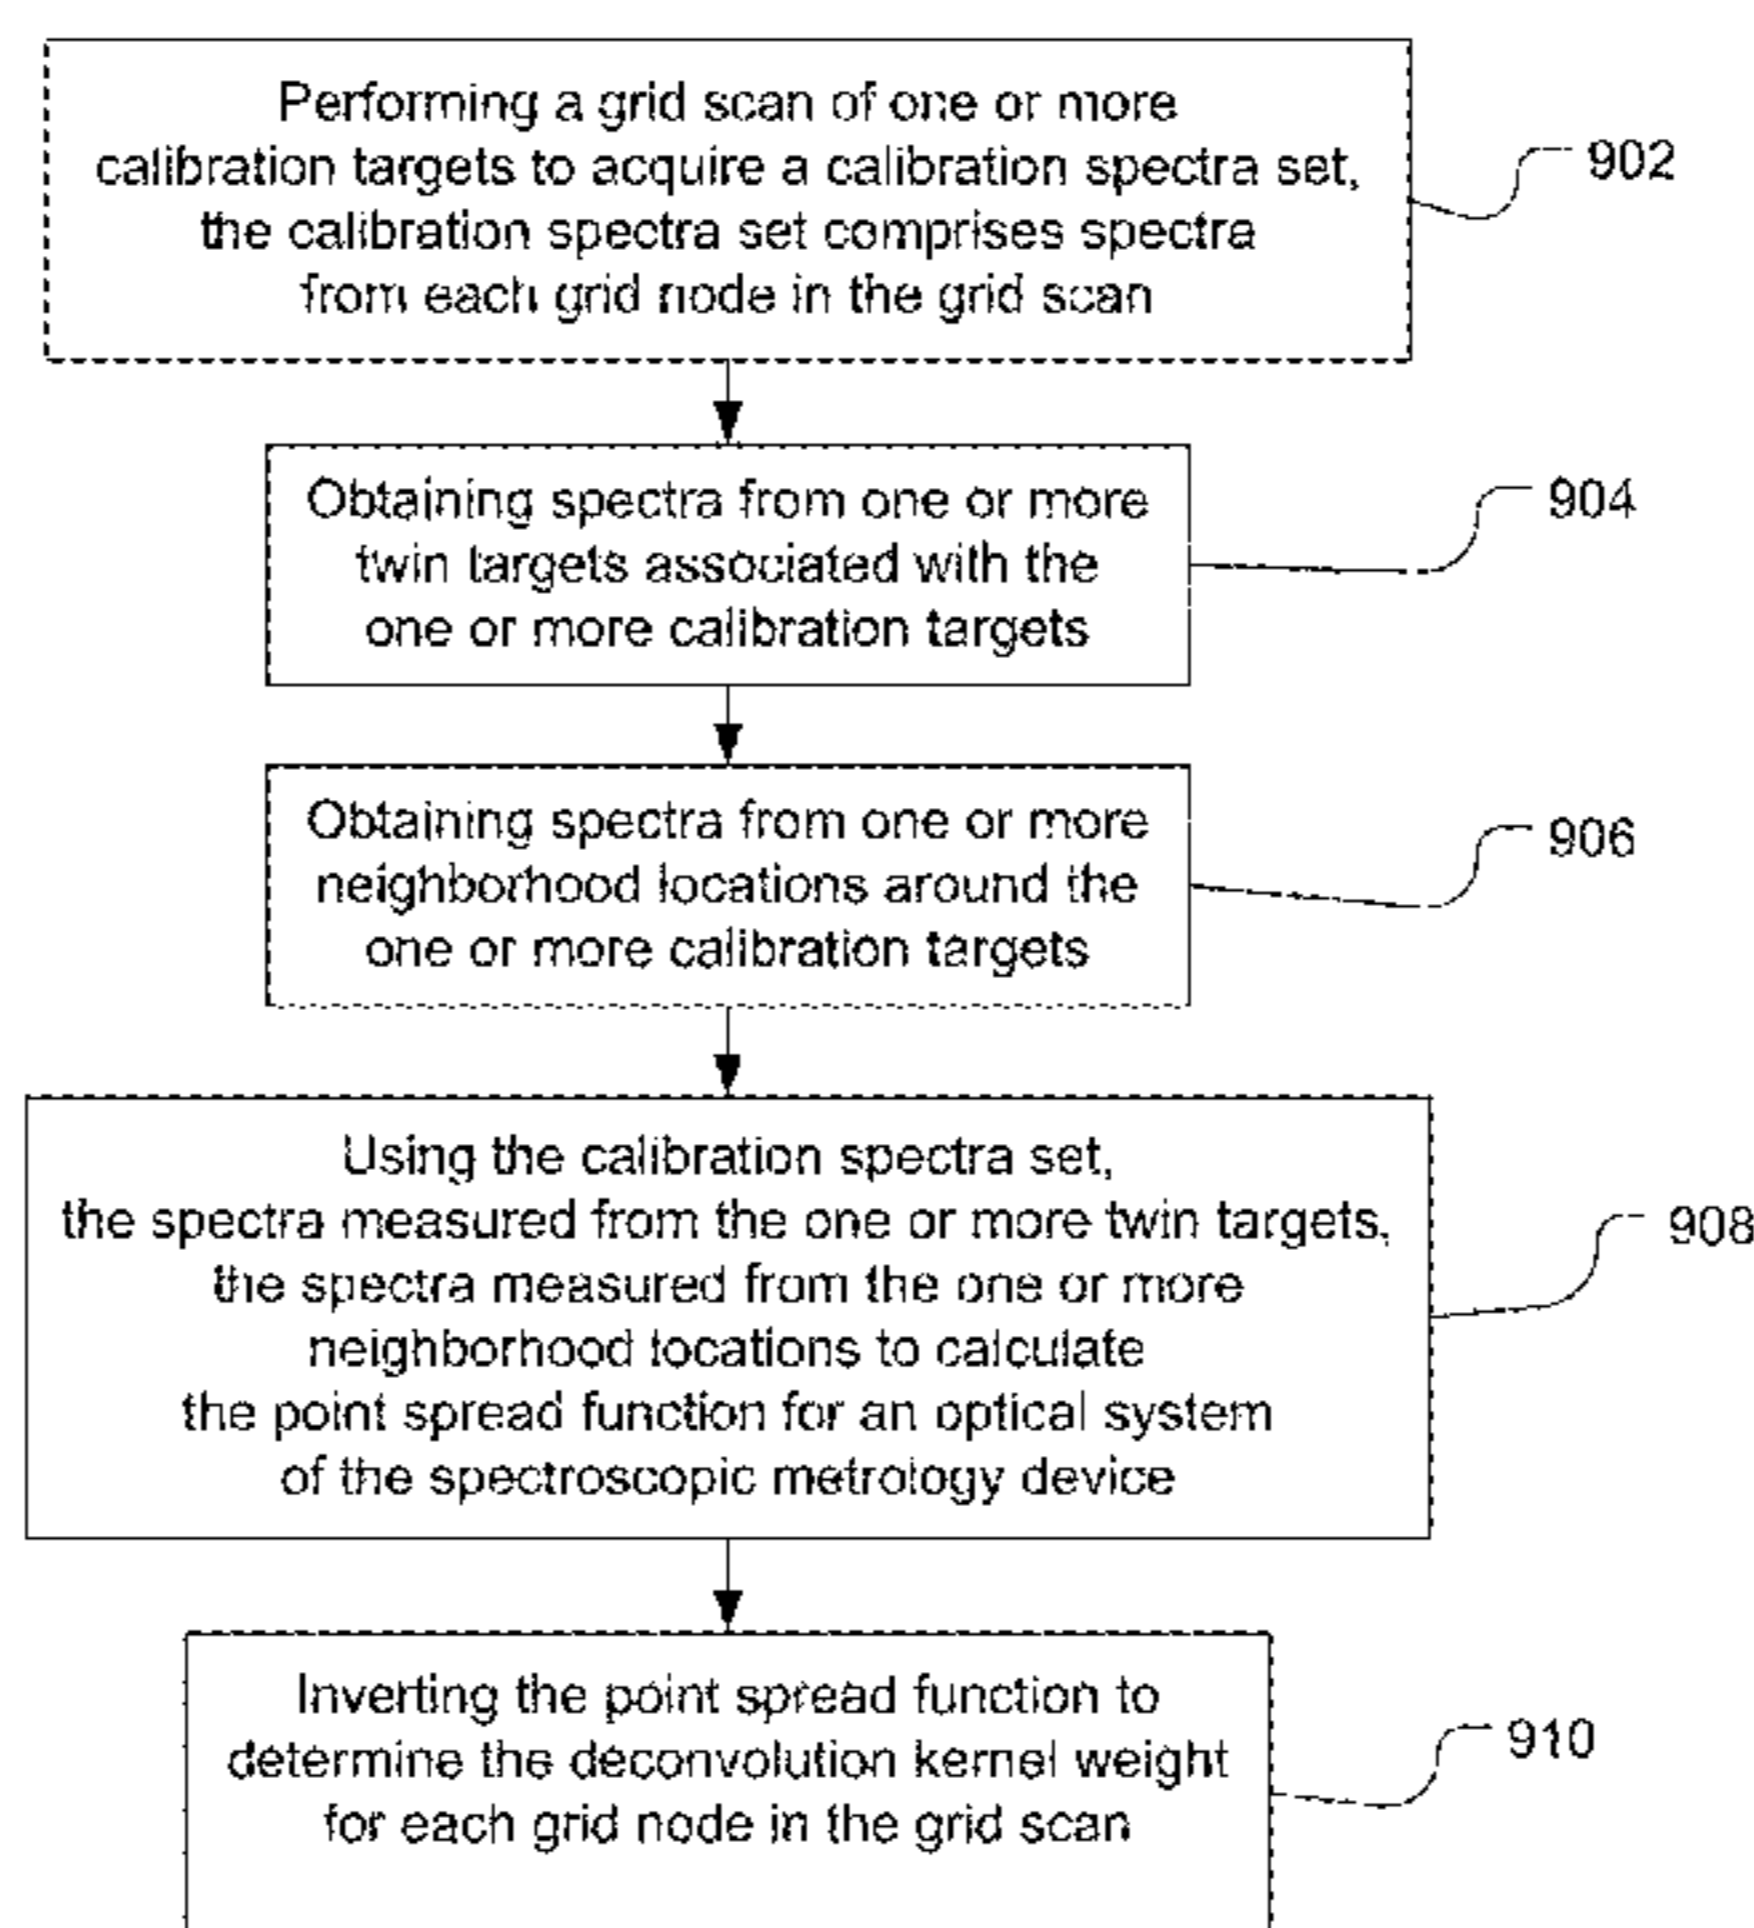 Performing a grid scan of one or more
calibration targets to acquire a calibration spectra set,
the calibration spectra set comprises spectra
from each grid node in the grid scan
902
Obtaining spectra from one or more
twin targets associated with the
one or more calibration targets
904
Obtaining spectra from one or more
neighborhood locations around the
one or more calibration targets
906
Using the calibration spectra set,
the spectra measured from the one or more twin targets,
the spectra measured from the one or more
neighborhood locations to calculate
the point spread function for an optical system
of the spectroscopic metrology device
908
Inverting the point spread function to
determine the deconvolution kernel weight
for each grid node in the grid scan
910